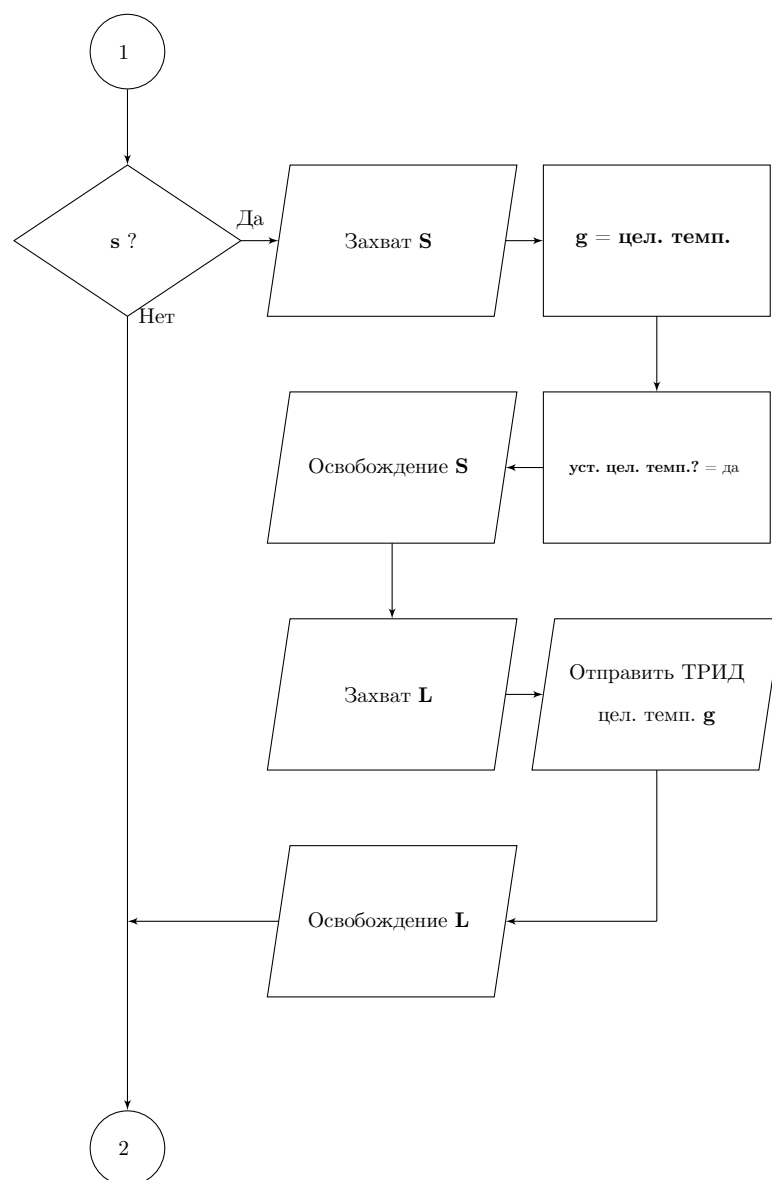 1
s ?
Да
Захват S
g = цел. темп.
Нет
Освобождение S
уст. цел. темп.? = да
Захват L
Отправить ТРИД
цел. темп. g
Освобождение L
2